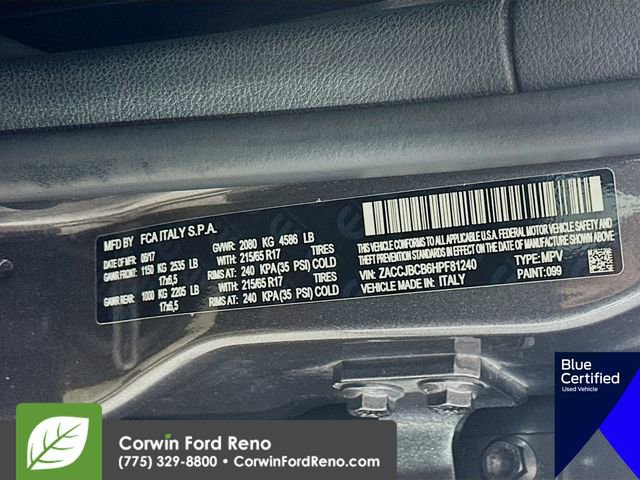 MFD BY FCA ITALY S.P.A.
DATE OF MFR: 06/17 GVWR: 2080 KG 4586 LB
GAWR FRONT: 1150 KG 2535 LB WITH: 215/65 R17 TIRES
17x6,5 RIMS AT: 240 KPA(35 PSI) COLD
GAWR REAR: 1000 KG 2205 LB WITH: 215/65 R17 TIRES
17x6,5 RIMS AT: 240 KPA(35 PSI) COLD
THIS VEHICLE CONFORMS TO ALL APPLICABLE U.S.A. FEDERAL MOTOR VEHICLE
SAFETY, BUMPER, AND THEFT PREVENTION STANDARDS IN EFFECT
ON THE DATE OF MANUFACTURE SHOWN ABOVE.
VIN: ZACCJBCB6HPF81240 TYPE: MPV
VEHICLE MADE IN: ITALY PAINT: 099
Blue
Certified
Used
Vehicles
Corwin Ford Reno
(775) 329-8800 • CorwinFordReno.com